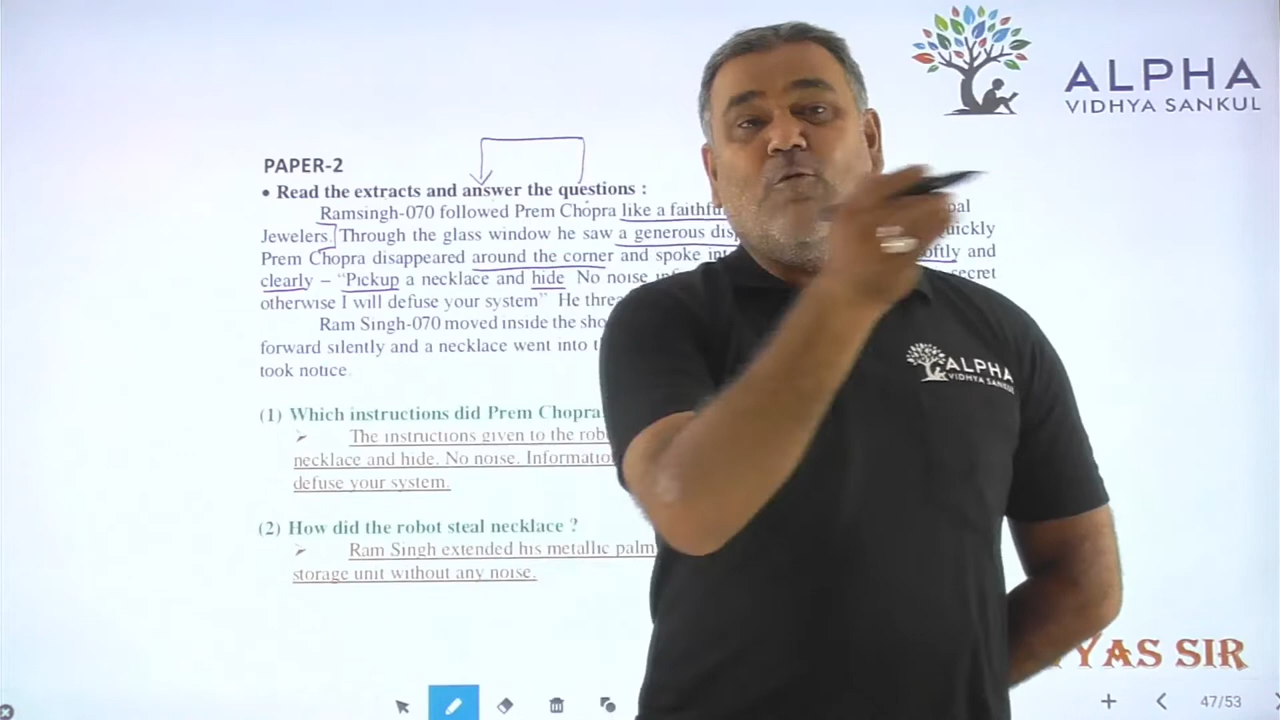 ALPHA
VIDHYA SANKUL
PAPER-2
• Read the extracts and answer the questions :
Ramsingh-070 followed Prem Chopra like a faithfu
Jewelers. Through the glass window he saw a generous dis uickly
Prem Chopra disappeared around the corner and spoke int oftly and
clearly – “Pickup a necklace and hide No noise secret
otherwise I will defuse your system” He threa
Ram Singh-070 moved inside the sho
forward silently and a necklace went into t
took notice.
(1) Which instructions did Prem Chopra
➢ The instructions given to the rob
necklace and hide. No noise. Informatio
defuse your system.
(2) How did the robot steal necklace ?
➢ Ram Singh extended his metallic palm
storage unit without any noise.
ALPHA
VIDHYA SANKUL
YAS SIR
47/53